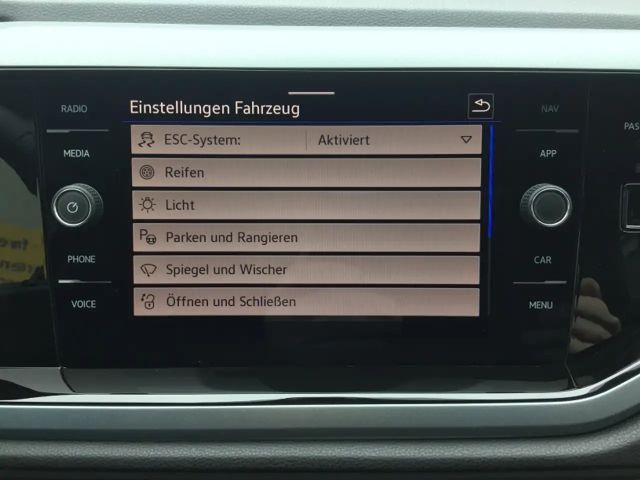 Einstellungen Fahrzeug
RADIO
NAV
PAS
ESC-System: Aktiviert
MEDIA
APP
Reifen
Licht
Parken und Rangieren
PHONE
CAR
Spiegel und Wischer
VOICE
MENU
Öffnen und Schließen